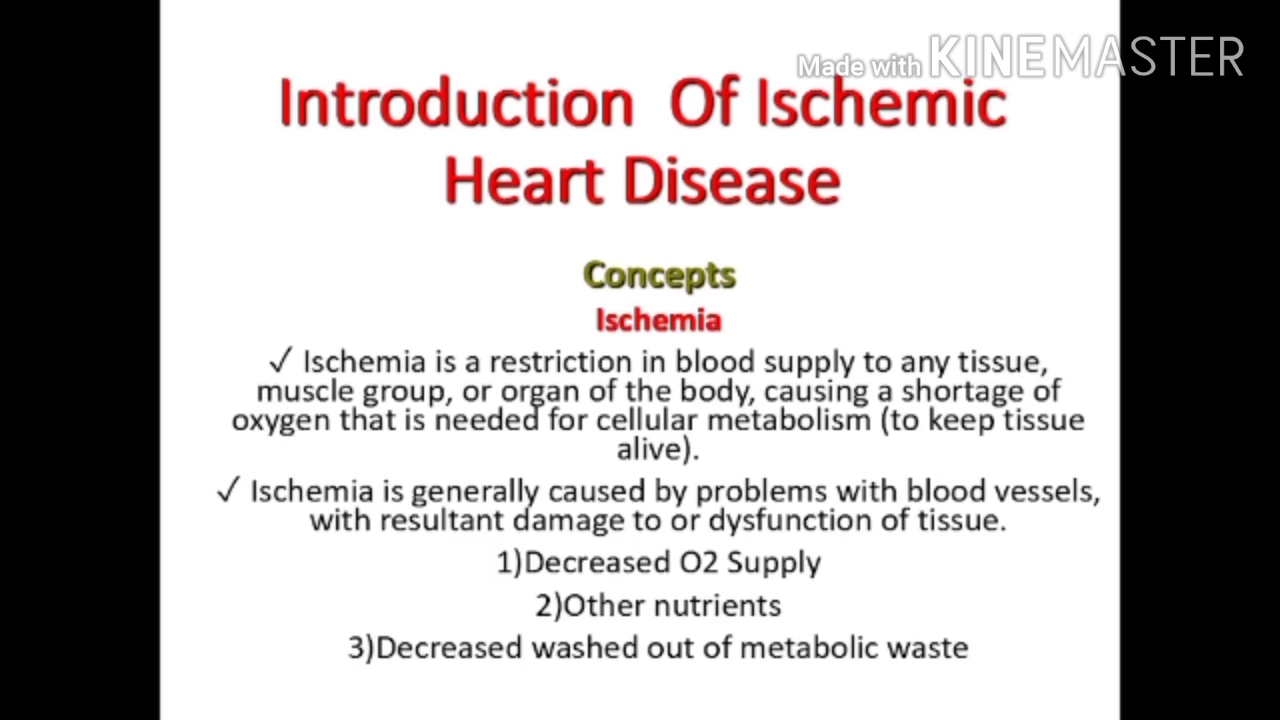 Made with KINEMASTER
Introduction Of Ischemic
Heart Disease
Concepts
Ischemia
✓ Ischemia is a restriction in blood supply to any tissue,
muscle group, or organ of the body, causing a shortage of
oxygen that is needed for cellular metabolism (to keep tissue
alive).
✓ Ischemia is generally caused by problems with blood vessels,
with resultant damage to or dysfunction of tissue.
1)Decreased O2 Supply
2)Other nutrients
3)Decreased washed out of metabolic waste